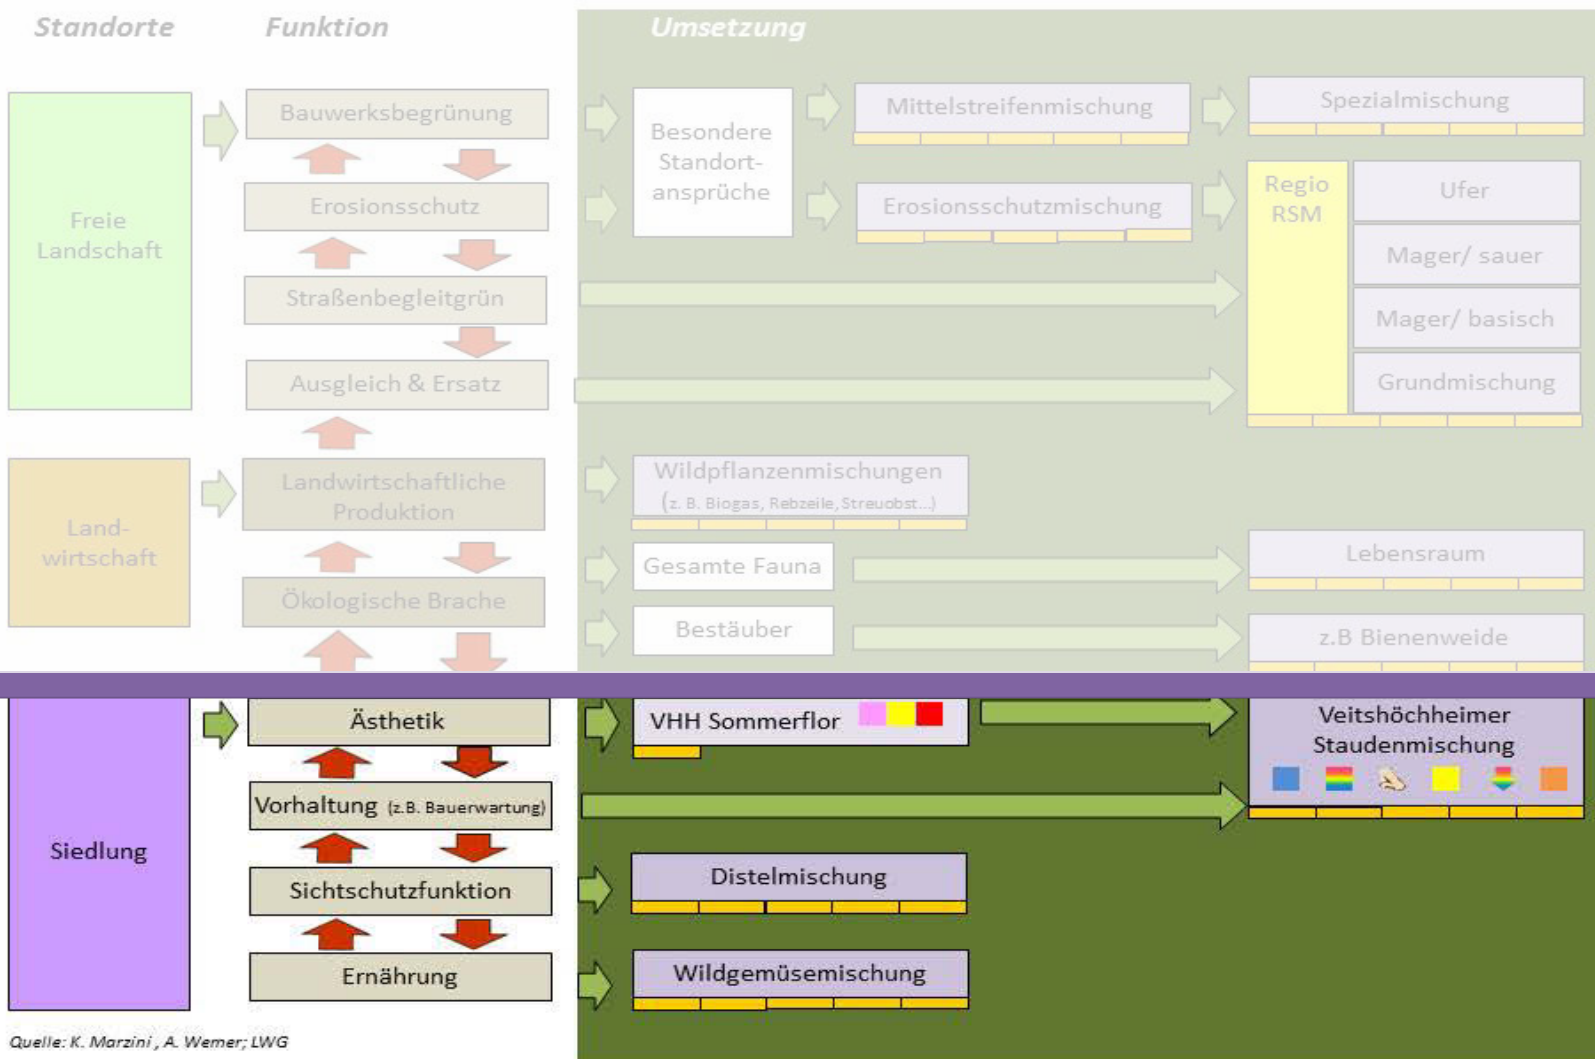 Standorte
Funktion
Umsetzung
Freie
Landschaft
Bauwerksbegrünung
Erosionsschutz
Straßenbegleitgrün
Ausgleich & Ersatz
Besondere
Standort-
ansprüche
Mittelstreifenmischung
Spezialmischung
Erosionsschutzmischung
Regio
RSM
Ufer
Mager/ sauer
Mager/ basisch
Grundmischung
Land-
wirtschaft
Landwirtschaftliche
Produktion
Ökologische Brache
Wildpflanzenmischungen
(z. B. Biogas, Rebzeile, Streuobst...)
Gesamte Fauna
Lebensraum
Bestäuber
z.B Bienenweide
Siedlung
Ästhetik
VHH Sommerflor
Veitshöchheimer
Staudenmischung
Vorhaltung (z.B. Bauerwartung)
Sichtschutzfunktion
Distelmischung
Ernährung
Wildgemüsemischung
Quelle: K. Marzini , A. Werner; LWG